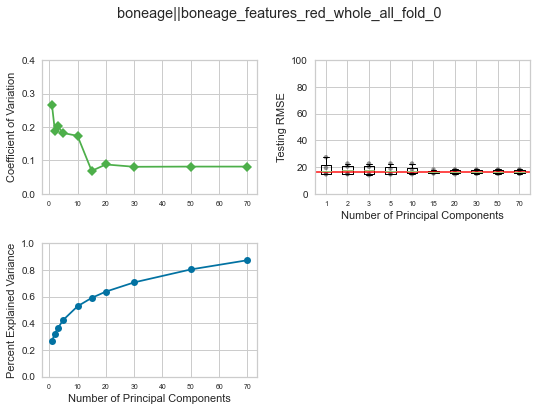 boneage||boneage_features_red_whole_all_fold_0
Coefficient of Variation
0.4
0.3
0.2
0.1
0.0
0 10 20 30 40 50 60 70
Testing RMSE
100
80
60
40
20
0
1 2 3 5 10 15 20 30 50 70
Number of Principal Components
Percent Explained Variance
1.0
0.8
0.6
0.4
0.2
0.0
0 10 20 30 40 50 60 70
Number of Principal Components